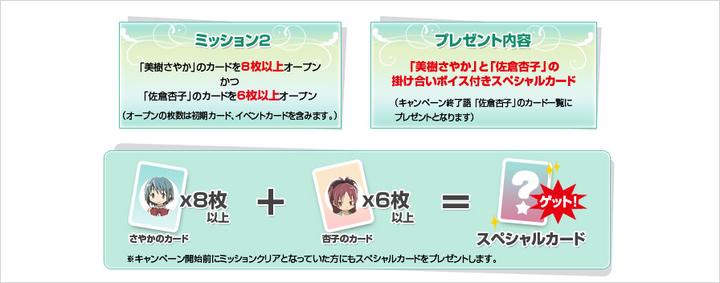 ミッション2
「美樹さやか」のカードを8枚以上オープン
かつ
「佐倉杏子」のカードを6枚以上オープン
(オープンの枚数は初期カード、イベントカードを含みます。)
プレゼント内容
「美樹さやか」と「佐倉杏子」の
掛け合いボイス付きスペシャルカード
(キャンペーン終了語「佐倉杏子」のカード一覧に
プレゼントとなります)
x8枚
以上
さやかのカード
+
x6枚
以上
杏子のカード
=
?
ゲット!
スペシャルカード
※キャンペーン開始前にミッションクリアとなっていた方にもスペシャルカードをプレゼントします。